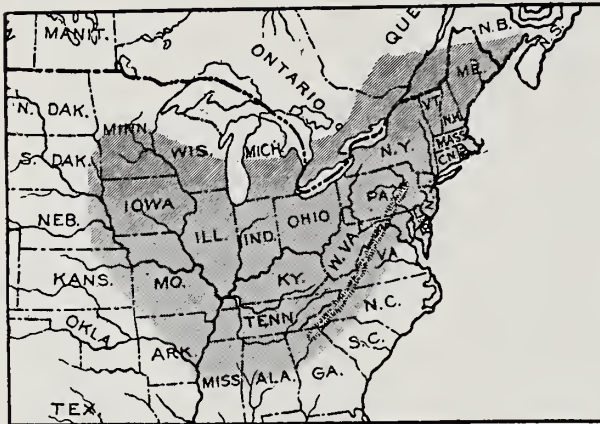 MANIT.
ONTARIO
QUE
N.B.
N.S.
ME.
N. DAK.
MINN.
VT.
N.H.
S. DAK.
WIS.
MICH.
N.Y.
MASS.
NEB.
IOWA
PA.
ILL.
IND.
OHIO
W.VA.
VA.
KANS.
MO.
KY.
N.C.
OKLA.
TENN.
ARK.
S.C.
MISS.
ALA.
GA.
TEX.